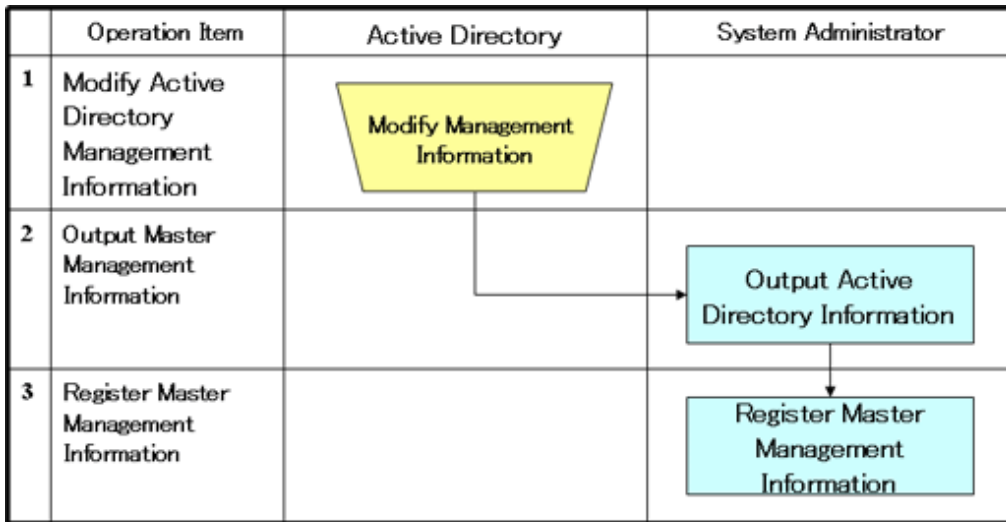 Operation Item
Active Directory
System Administrator
1
Modify Active
Directory
Management
Information
Modify Management
Information
2
Output Master
Management
Information
Output Active
Directory Information
3
Register Master
Management
Information
Register Master
Management
Information